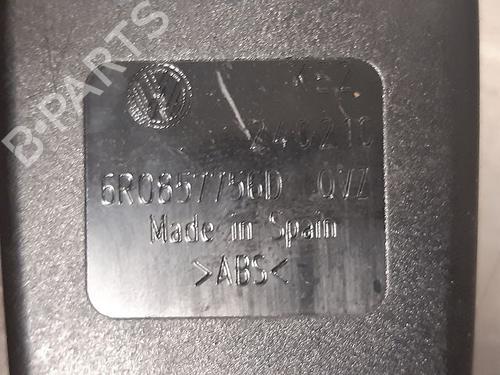 B-PARTS
240210
6R0857756D QVZ
Made in Spain
>ABS<